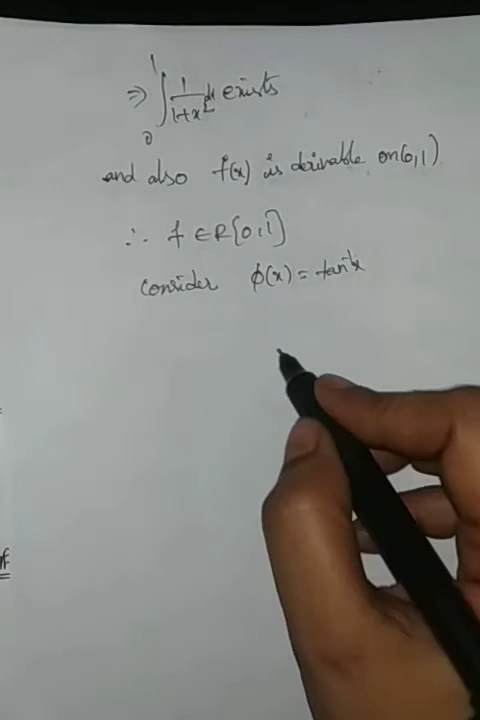 ⇒ ∫₀¹ 1/(1+x²) dx exists
and also f(x) is derivable on (0,1)
∴ f ∈ R[0,1]
consider ϕ(x) = tan⁻¹x